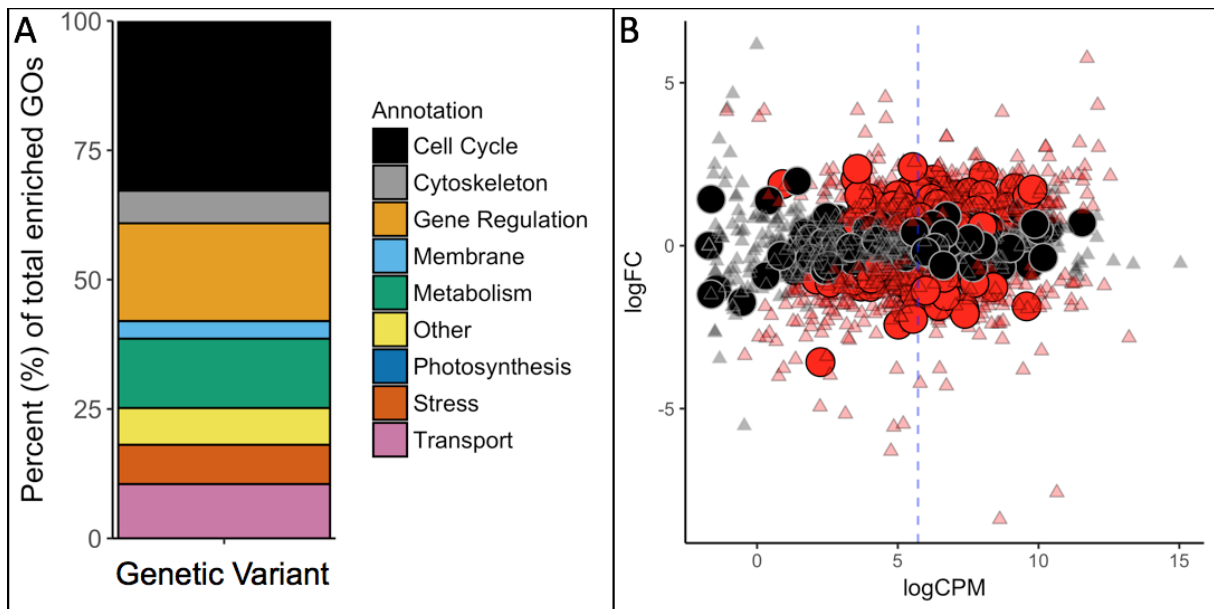 A
Percent (%) of total enriched GOs
100
75
50
25
0
Genetic Variant
Annotation
Cell Cycle
Cytoskeleton
Gene Regulation
Membrane
Metabolism
Other
Photosynthesis
Stress
Transport
B
logFC
5
0
-5
0
5
10
15
logCPM